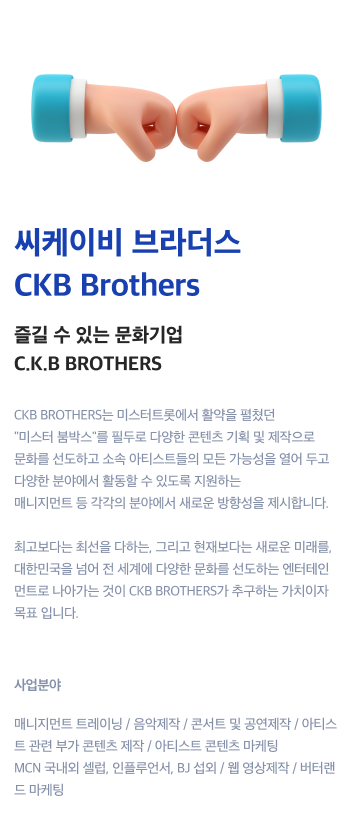 씨케이비 브라더스
CKB Brothers
즐길 수 있는 문화기업
C.K.B BROTHERS
CKB BROTHERS는 미스터트롯에서 활약을 펼쳤던
"미스터 붐박스"를 필두로 다양한 콘텐츠 기획 및 제작으로
문화를 선도하고 소속 아티스트들의 모든 가능성을 열어 두고
다양한 분야에서 활동할 수 있도록 지원하는
매니지먼트 등 각각의 분야에서 새로운 방향성을 제시합니다.
최고보다는 최선을 다하는, 그리고 현재보다는 새로운 미래를,
대한민국을 넘어 전 세계에 다양한 문화를 선도하는 엔터테인
먼트로 나아가는 것이 CKB BROTHERS가 추구하는 가치이자
목표 입니다.
사업분야
매니지먼트 트레이닝 / 음악제작 / 콘서트 및 공연제작 / 아티스
트 관련 부가 콘텐츠 제작 / 아티스트 콘텐츠 마케팅
MCN 국내외 셀럽, 인플루언서, BJ 섭외 / 웹 영상제작 / 버터랜
드 마케팅